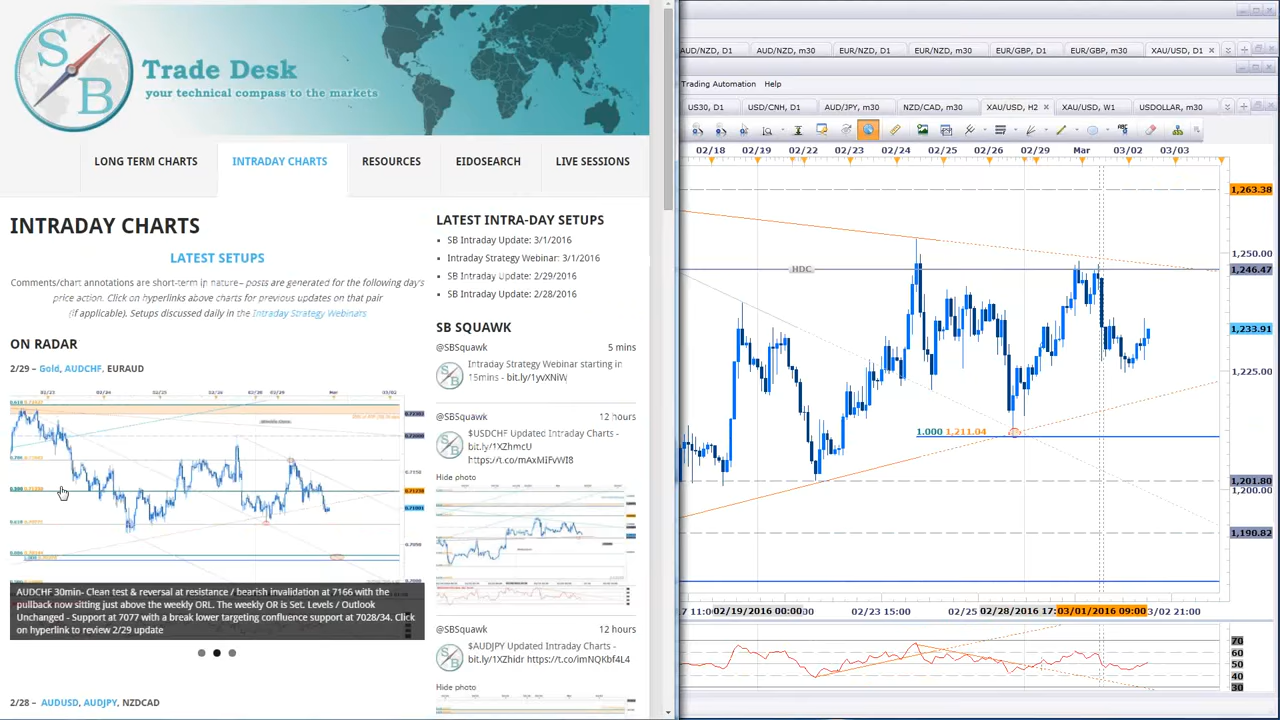 S B
Trade Desk
your technical compass to the markets
LONG TERM CHARTS
INTRADAY CHARTS
RESOURCES
EIDOSEARCH
LIVE SESSIONS
INTRADAY CHARTS
LATEST SETUPS
Comments/chart annotations are short-term in nature– posts are generated for the following day's
price action. Click on hyperlinks above charts for previous updates on that pair
(if applicable). Setups discussed daily in the Intraday Strategy Webinars
ON RADAR
2/29 – Gold, AUDCHF, EURAUD
AUDCHF 30min- Clean test & reversal at resistance / bearish invalidation at 7166 with the
pullback now sitting just above the weekly ORL. The weekly OR is Set. Levels / Outlook
Unchanged - Support at 7077 with a break lower targeting confluence support at 7028/34. Click
on hyperlink to review 2/29 update
2/28 – AUDUSD, AUDJPY, NZDCAD
LATEST INTRA-DAY SETUPS
SB Intraday Update: 3/1/2016
Intraday Strategy Webinar: 3/1/2016
SB Intraday Update: 2/29/2016
SB Intraday Update: 2/28/2016
SB SQUAWK
@SBSquawk 5 mins
Intraday Strategy Webinar starting in
15mins - bit.ly/1yvXNiW
@SBSquawk 12 hours
$USDCHF Updated Intraday Charts -
bit.ly/1XZhmcU
https://t.co/mAxMiFvWI8
Hide photo
@SBSquawk 12 hours
$AUDJPY Updated Intraday Charts -
bit.ly/1XZhidr https://t.co/imNQKbf4L4
Hide photo
AUD/NZD, D1 AUD/NZD, m30 EUR/NZD, D1 EUR/NZD, m30 EUR/GBP, D1 EUR/GBP, m30 XAU/USD, D1
Trading Automation Help
US30, D1 USD/CNH, D1 AUD/JPY, m30 NZD/CAD, m30 XAU/USD, H2 XAU/USD, W1 USDOLLAR, m30
02/18 02/19 02/22 02/23 02/24 02/25 02/26 02/29 Mar 03/02 03/03
1,263.38
1,250.00
HDC
1,246.47
1,233.91
1,225.00
1.000 1,211.04
1,201.80
1,200.00
1,190.82
7 11:00 02/19/2016 00:00 02/23 15:00 02/25 02/28/2016 17: 03/01/2016 09:00 3/02 21:00
70
60
50
40
30